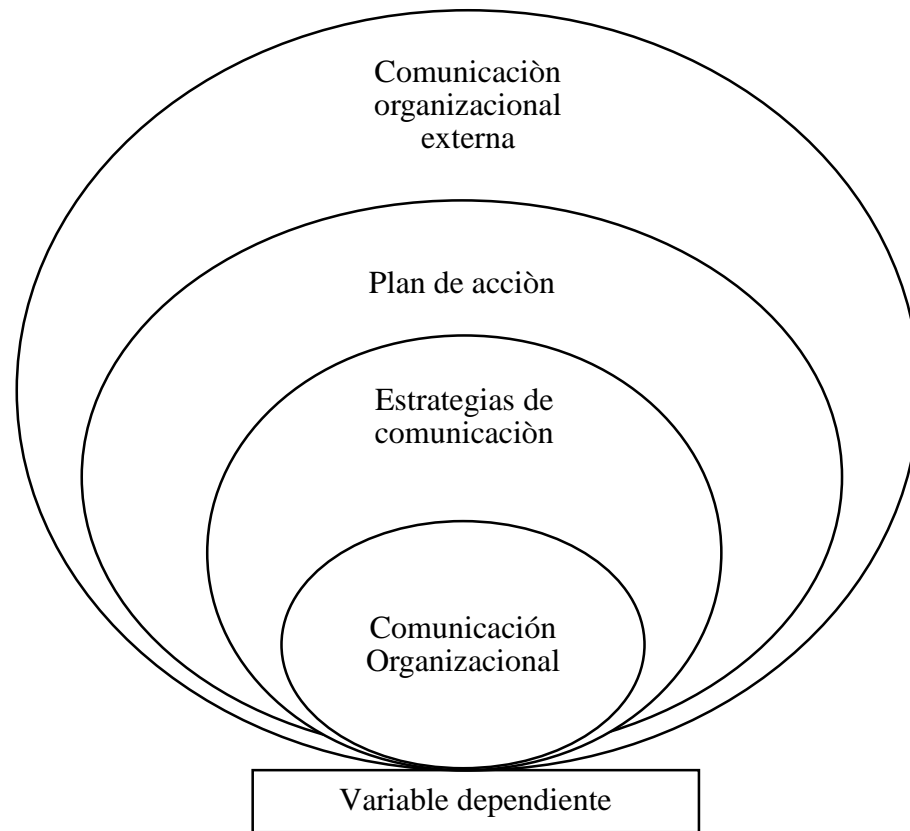 Comunicaciòn
organizacional
externa
Plan de acciòn
Estrategias de
comunicaciòn
Comunicación
Organizacional
Variable dependiente